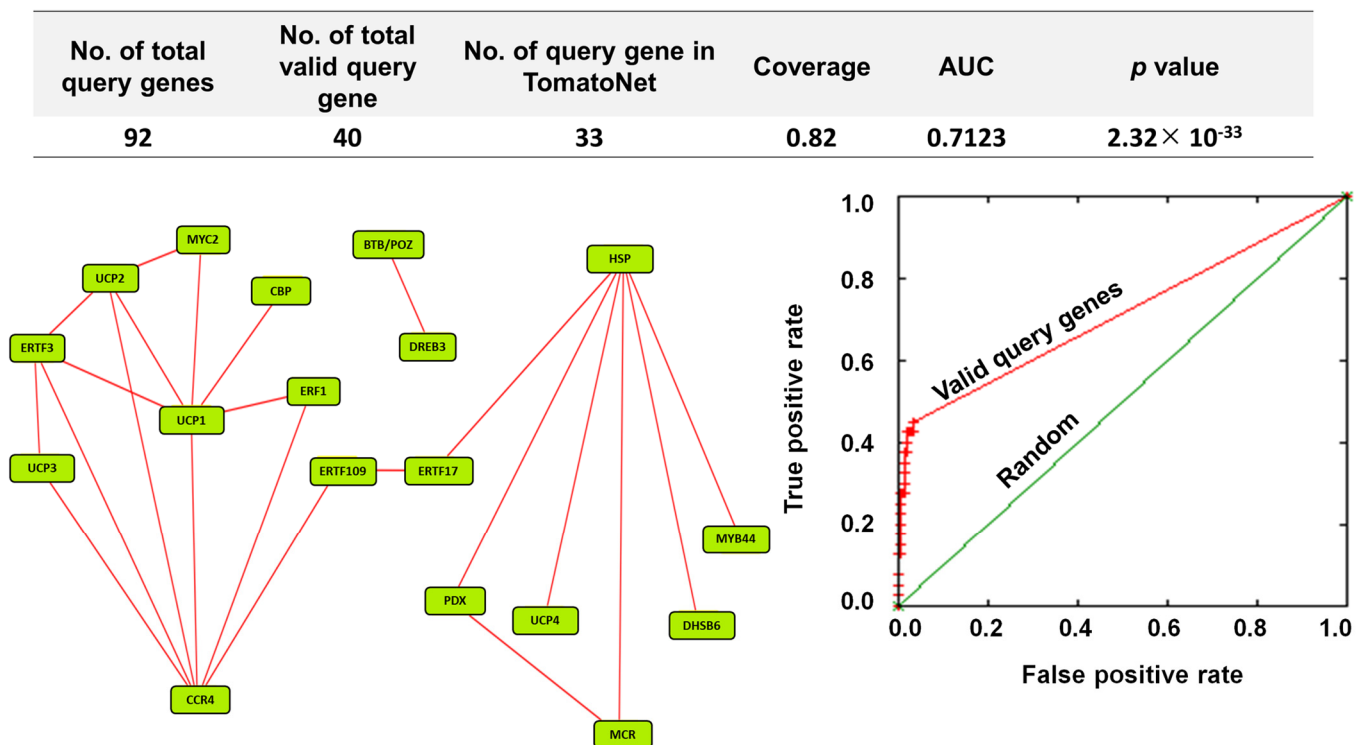 No. of total
query genes
No. of total
valid query
gene
No. of query gene in
TomatoNet
Coverage
AUC
p value
92
40
33
0.82
0.7123
2.32× 10-33
MYC2
UCP2
CBP
ERTF3
ERF1
UCP1
UCP3
ERTF109
ERTF17
CCR4
BTB/POZ
DREB3
HSP
MYB44
PDX
UCP4
DHSB6
MCR
True positive rate
1.0
0.8
0.6
0.4
0.2
0.0
Valid query genes
Random
0.0 0.2 0.4 0.6 0.8 1.0
False positive rate